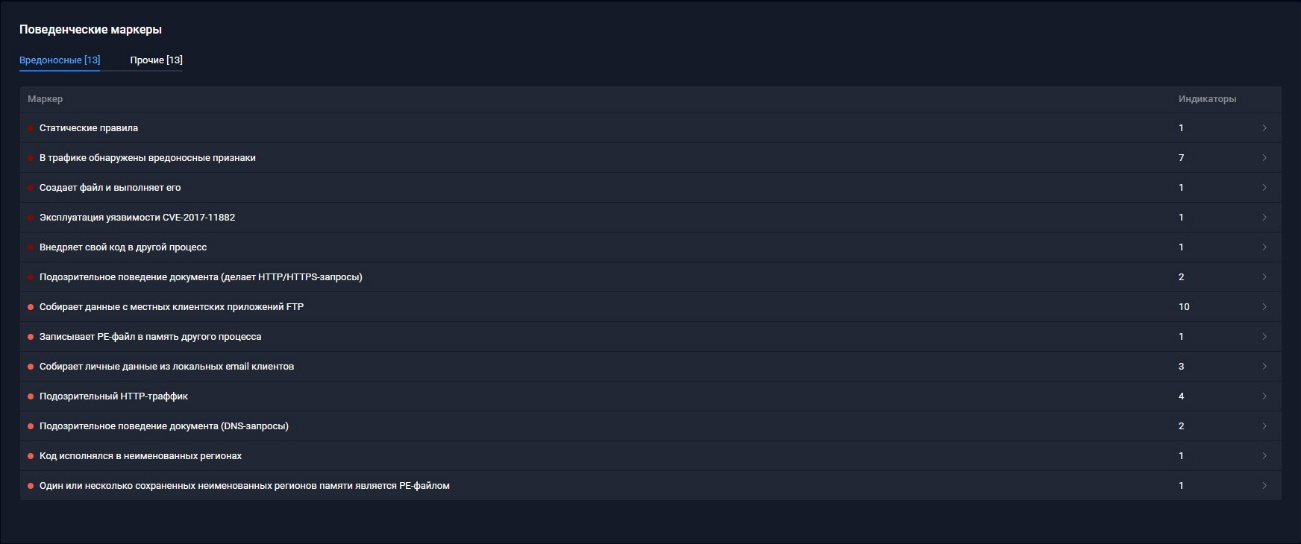 Поведенческие маркеры
Вредоносные [13] Прочие [13]
Маркер Индикаторы
Статические правила 1
В трафике обнаружены вредоносные признаки 7
Создает файл и выполняет его 1
Эксплуатация уязвимости CVE-2017-11882 1
Внедряет свой код в другой процесс 1
Подозрительное поведение документа (делает HTTP/HTTPS-запросы) 2
Собирает данные с местных клиентских приложений FTP 10
Записывает PE-файл в память другого процесса 1
Собирает личные данные из локальных email клиентов 3
Подозрительный HTTP-траффик 4
Подозрительное поведение документа (DNS-запросы) 2
Код исполнялся в неименованных регионах 1
Один или несколько сохраненных неименованных регионов памяти является PE-файлом 1